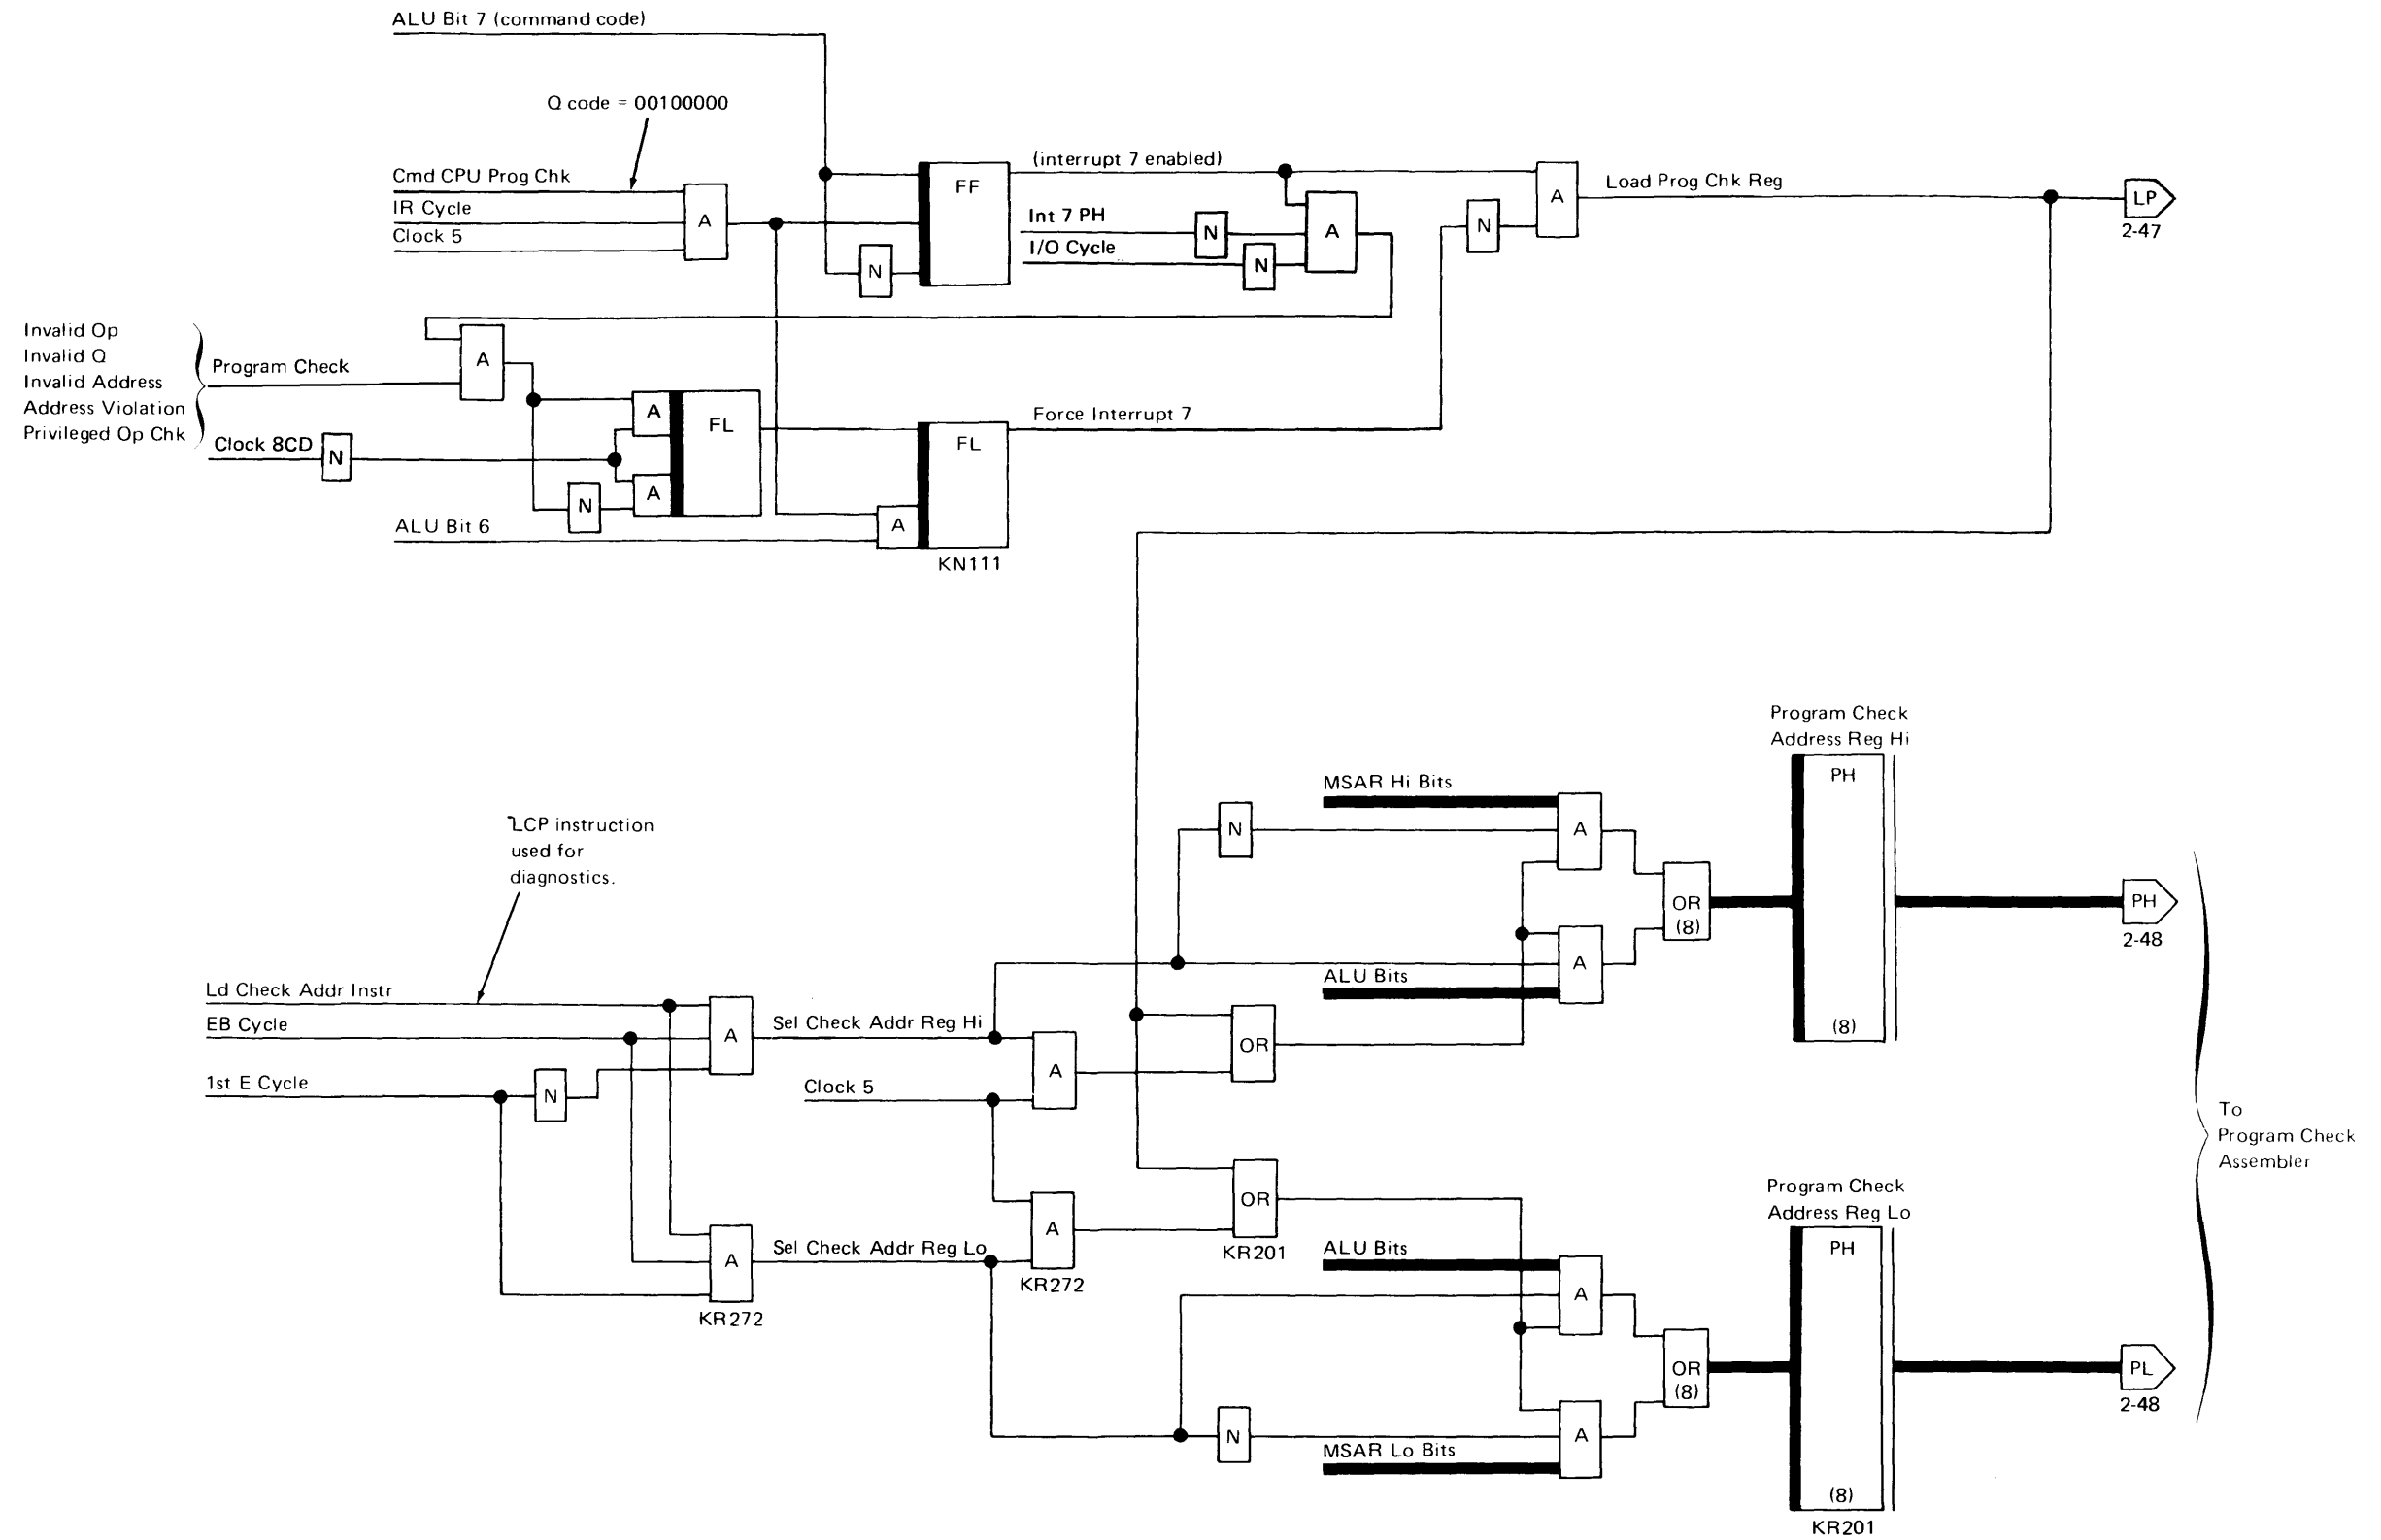 ALU Bit 7 (command code)
Q code = 00100000
Cmd CPU Prog Chk
IR Cycle
Clock 5
A
N
FF
(interrupt 7 enabled)
Int 7 PH
I/O Cycle
N
N
A
N
A
Load Prog Chk Reg
LP
2-47
Invalid Op
Invalid Q
Invalid Address
Address Violation
Privileged Op Chk
Program Check
Clock 8CD
N
A
A
A
N
FL
ALU Bit 6
A
FL
KN111
Force Interrupt 7
LCP instruction
used for
diagnostics.
Ld Check Addr Instr
EB Cycle
1st E Cycle
N
A
Sel Check Addr Reg Hi
Clock 5
A
A
Sel Check Addr Reg Lo
KR272
A
KR272
OR
OR
KR201
MSAR Hi Bits
N
A
A
ALU Bits
OR
(8)
Program Check
Address Reg Hi
PH
(8)
PH
2-48
ALU Bits
A
N
A
MSAR Lo Bits
OR
(8)
Program Check
Address Reg Lo
PH
(8)
KR201
PL
2-48
To
Program Check
Assembler